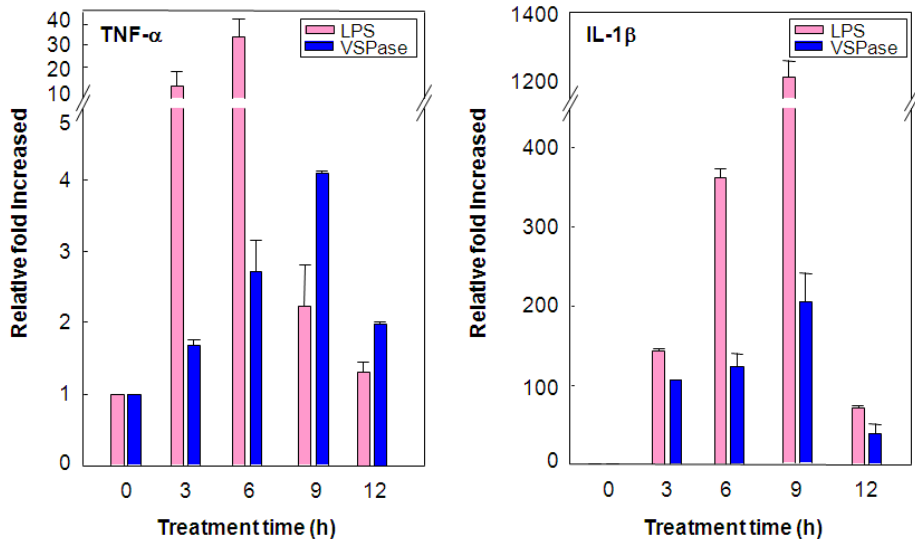 TNF-α
LPS
VSPase
40
30
20
10
5
4
3
2
1
0
Relative fold Increased
0 3 6 9 12
Treatment time (h)
IL-1β
LPS
VSPase
1400
1200
400
300
200
100
0
Relative fold Increased
0 3 6 9 12
Treatment time (h)